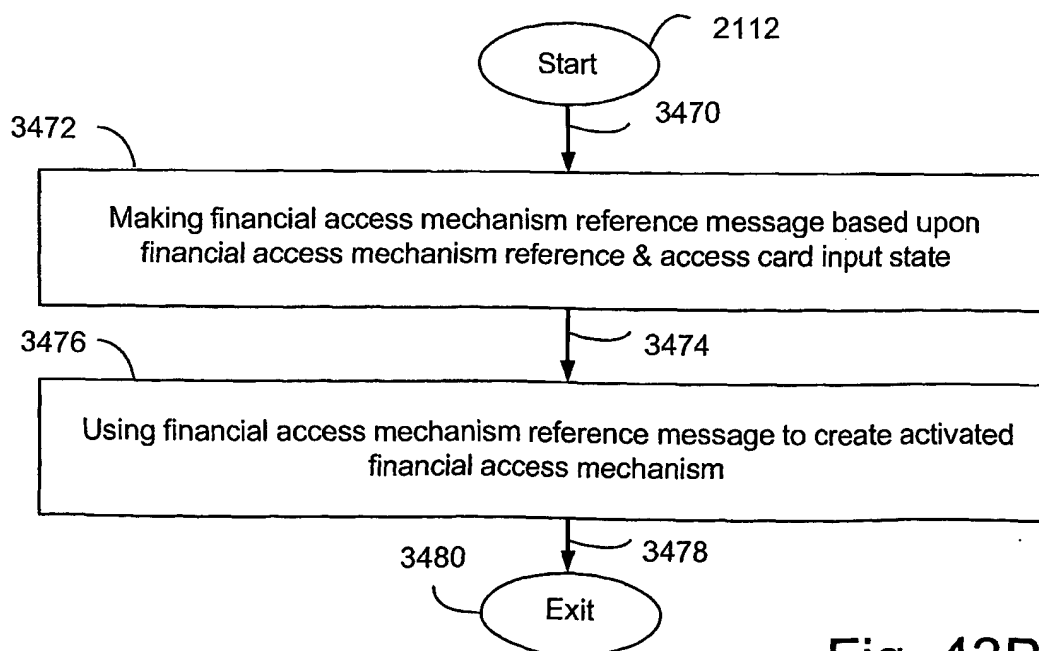 2112
Start
3470
3472
Making financial access mechanism reference message based upon
financial access mechanism reference & access card input state
3474
3476
Using financial access mechanism reference message to create activated
financial access mechanism
3478
3480
Exit